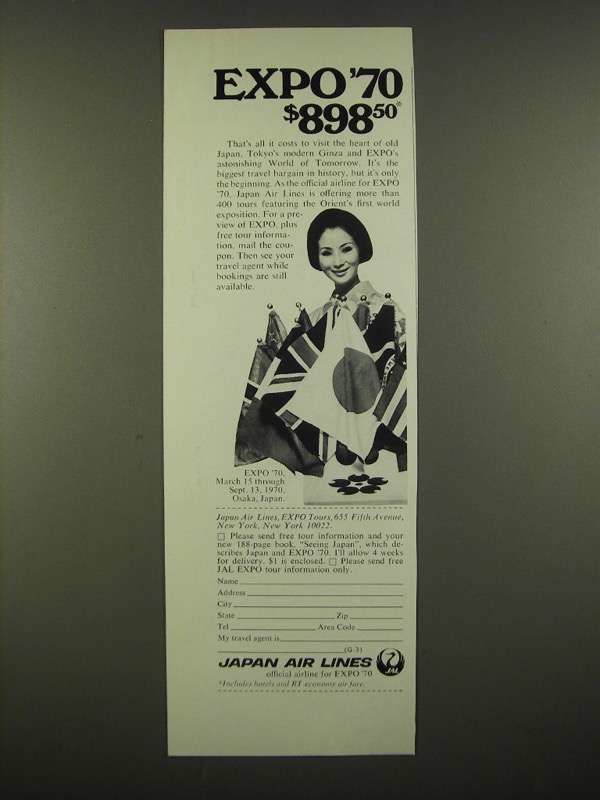 EXPO '70
$898.50*
That's all it costs to visit the heart of old
Japan, Tokyo's modern Ginza and EXPO's
astonishing World of Tomorrow. It's the
biggest travel bargain in history, but it's only
the beginning. As the official airline for EXPO
'70, Japan Air Lines is offering more than
400 tours featuring the Orient's first world
exposition. For a pre-
view of EXPO, plus
free tour informa-
tion, mail the cou-
pon. Then see your
travel agent while
bookings are still
available.
EXPO '70,
March 15 through
Sept. 13, 1970,
Osaka, Japan.
Japan Air Lines, EXPO Tours, 655 Fifth Avenue,
New York, New York 10022.
□ Please send free tour information and your
new 188-page book, "Seeing Japan", which de-
scribes Japan and EXPO '70. I'll allow 4 weeks
for delivery. $1 is enclosed. □ Please send free
JAL EXPO tour information only.
Name
Address
City
State Zip
Tel Area Code
My travel agent is
(G-3)
JAPAN AIR LINES JAL
official airline for EXPO '70
*Includes hotels and RT economy air fare.